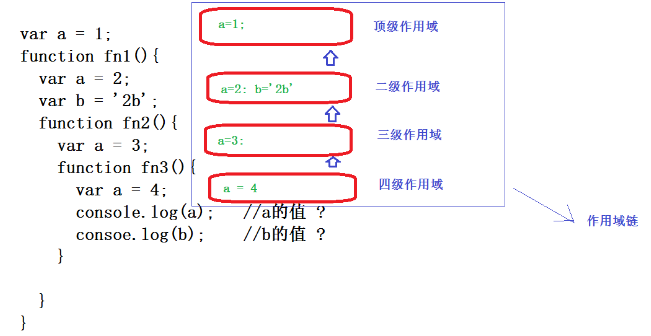 var a = 1;
function fn1(){
var a = 2;
var b = '2b';
function fn2(){
var a = 3;
function fn3(){
var a = 4;
console.log(a); //a的值 ?
consoe.log(b); //b的值 ?
}
}
}
a=1; 顶级作用域
a=2: b='2b' 二级作用域
a=3: 三级作用域
a = 4 四级作用域
作用域链